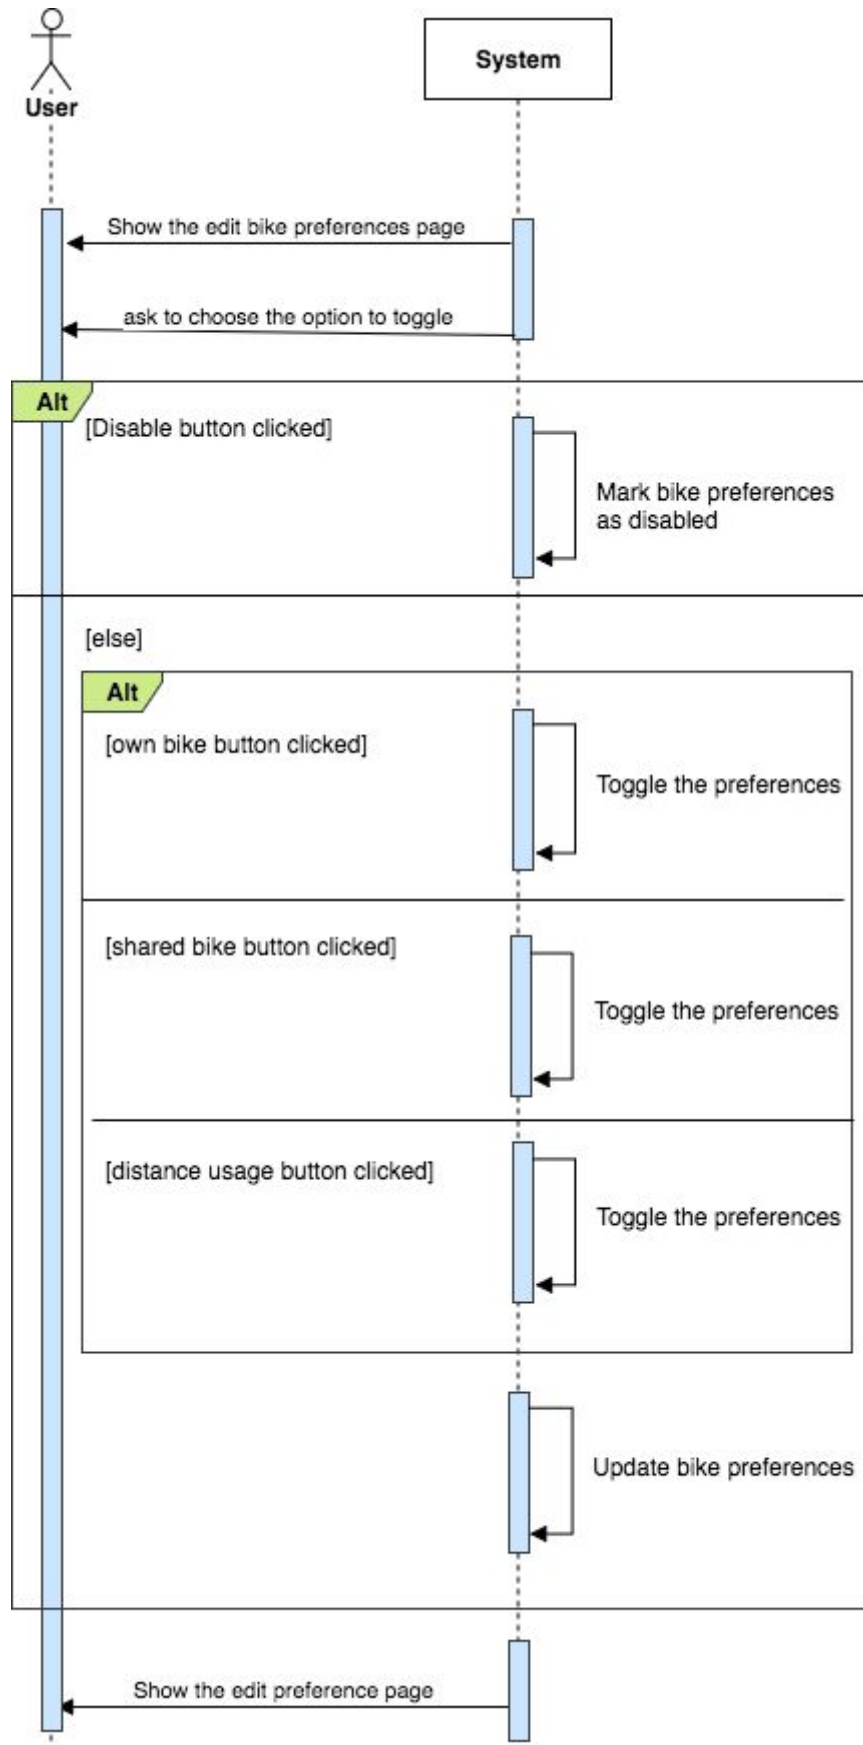 User
System
Show the edit bike preferences page
ask to choose the option to toggle
Alt
[Disable button clicked]
Mark bike preferences
as disabled
[else]
Alt
[own bike button clicked]
Toggle the preferences
[shared bike button clicked]
Toggle the preferences
[distance usage button clicked]
Toggle the preferences
Update bike preferences
Show the edit preference page